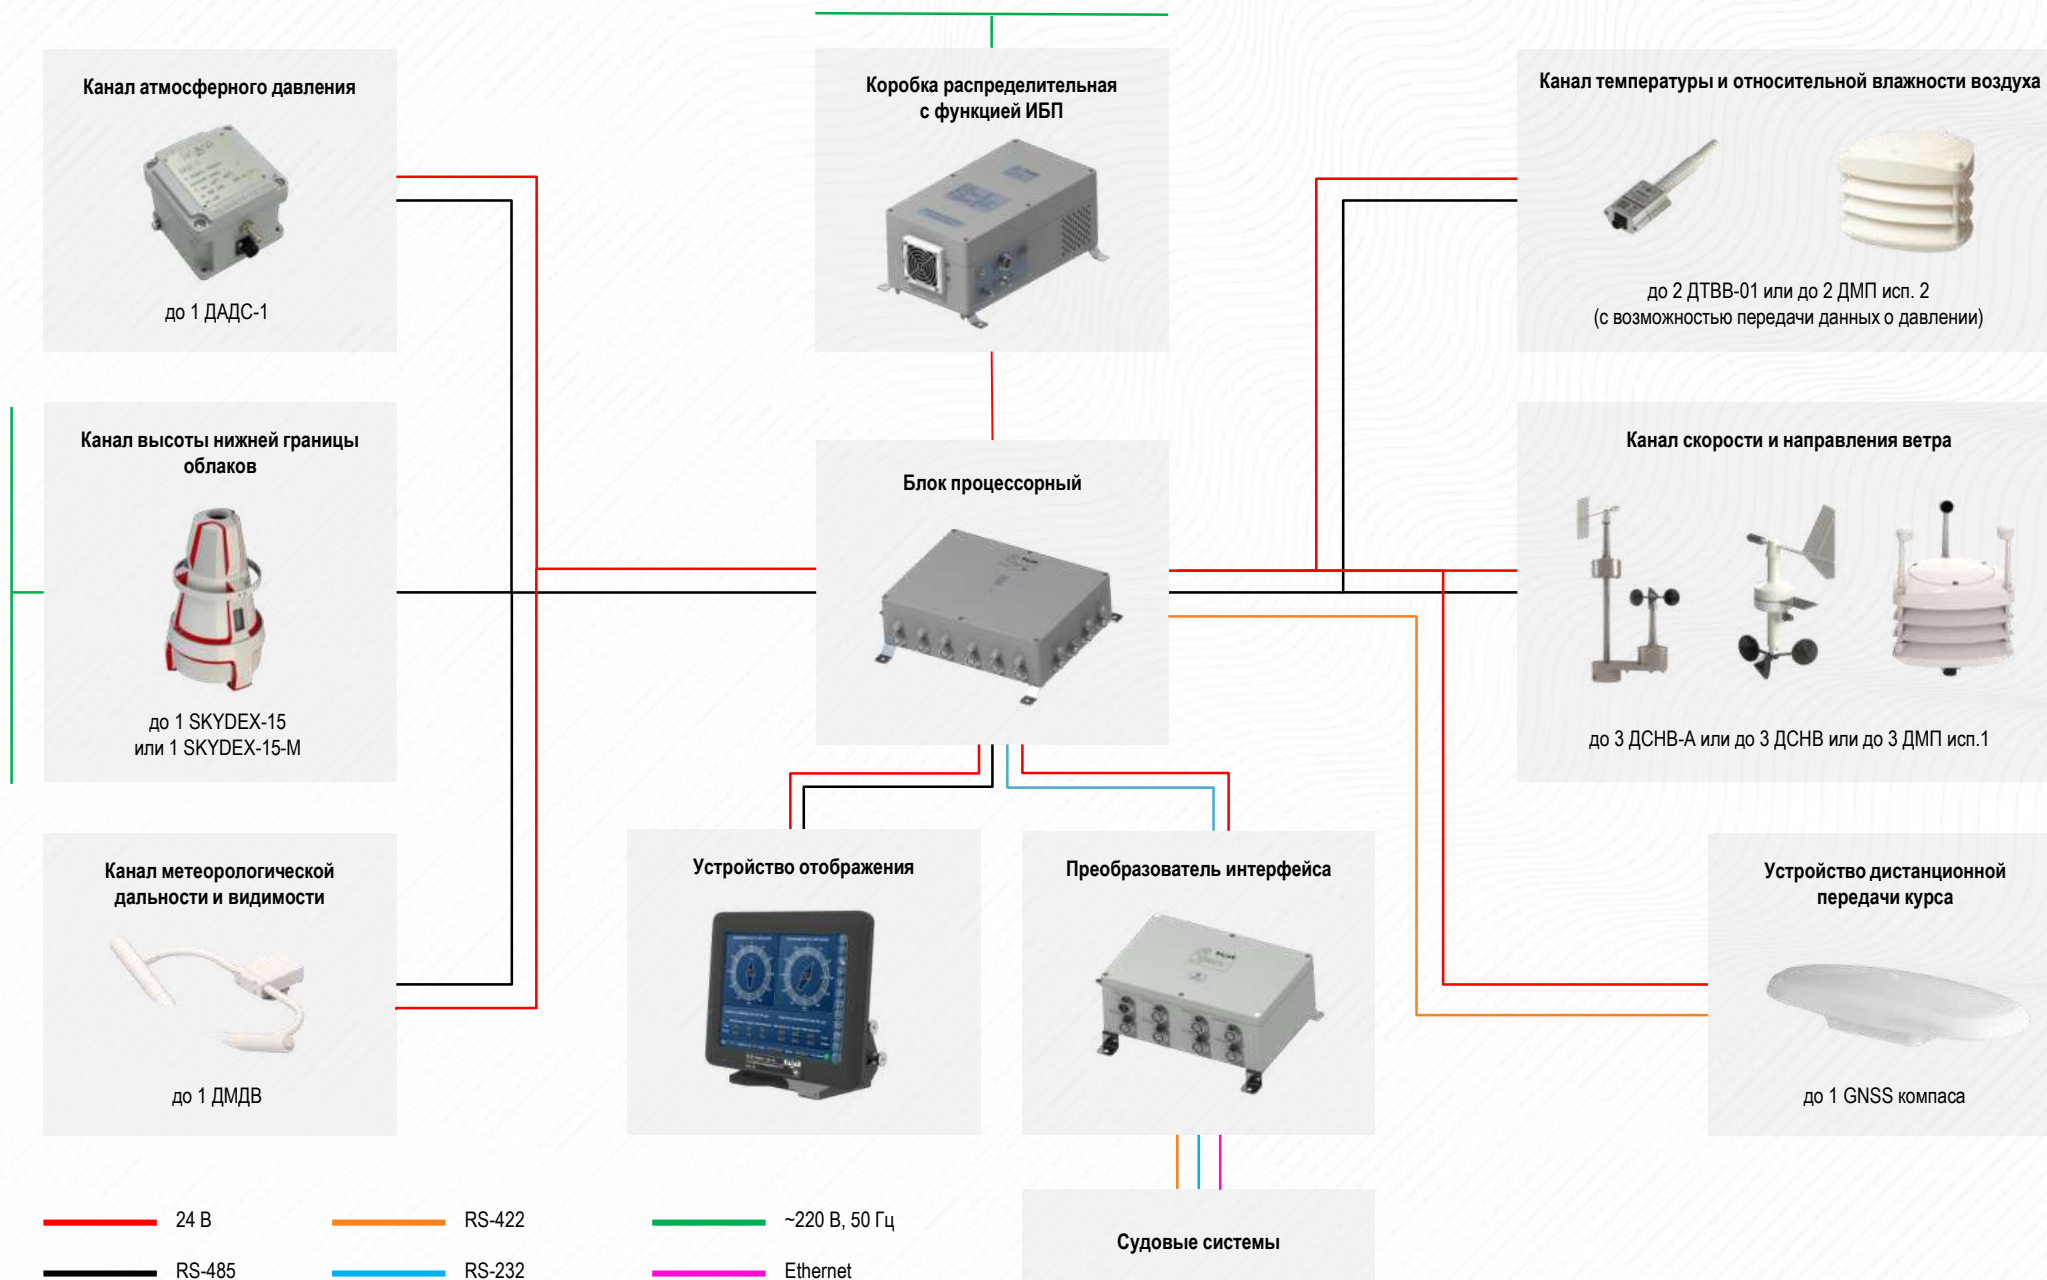 Канал атмосферного давления
до 1 ДАДС-1
Коробка распределительная
с функцией ИБП
Канал температуры и относительной влажности воздуха
до 2 ДТВВ-01 или до 2 ДМП исп. 2
(с возможностью передачи данных о давлении)
Канал высоты нижней границы
облаков
до 1 SKYDEX-15
или 1 SKYDEX-15-M
Блок процессорный
Канал скорости и направления ветра
до 3 ДСНВ-А или до 3 ДСНВ или до 3 ДМП исп.1
Канал метеорологической
дальности и видимости
до 1 ДМДВ
Устройство отображения
Преобразователь интерфейса
Устройство дистанционной
передачи курса
до 1 GNSS компаса
Судовые системы
24 В
RS-422
~220 В, 50 Гц
RS-485
RS-232
Ethernet